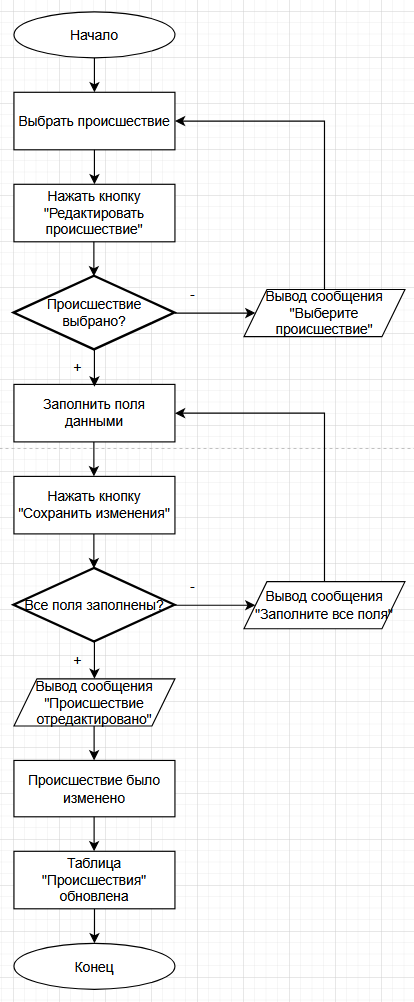 Начало
Выбрать происшествие
Нажать кнопку
"Редактировать
происшествие"
Происшествие
выбрано?
-
Вывод сообщения
"Выберите
происшествие"
+
Заполнить поля
данными
Нажать кнопку
"Сохранить изменения"
Все поля заполнены?
-
Вывод сообщения
"Заполните все поля"
+
Вывод сообщения
"Происшествие
отредактировано"
Происшествие было
изменено
Таблица
"Происшествия"
обновлена
Конец